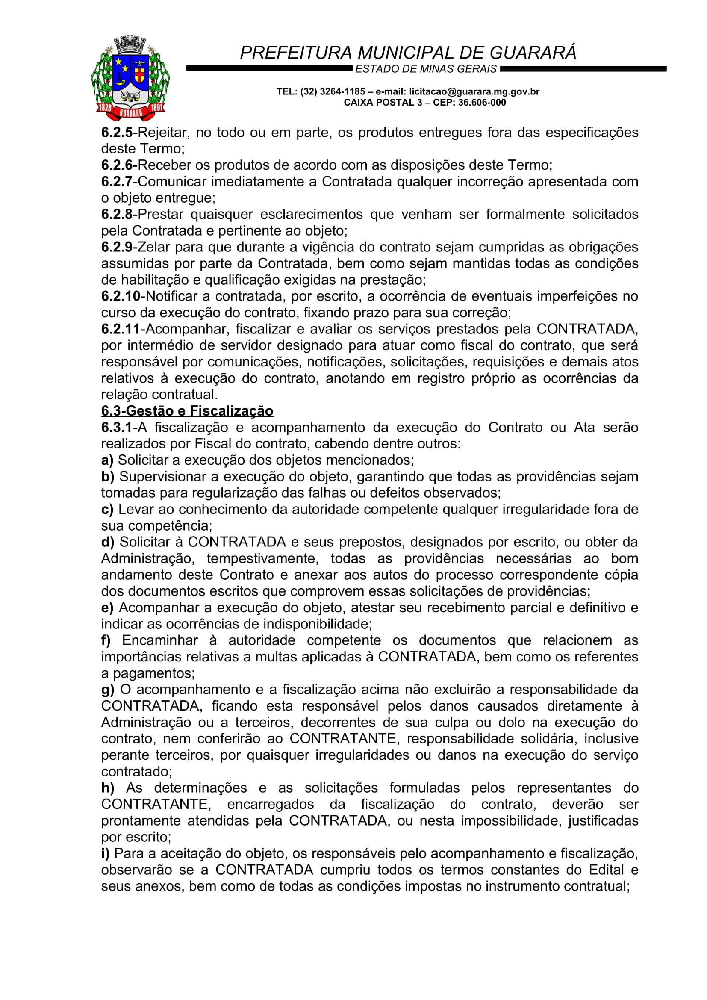 PREFEITURA MUNICIPAL DE GUARARÁ
ESTADO DE MINAS GERAIS
TEL: (32) 3264-1185 – e-mail: licitacao@guarara.mg.gov.br
CAIXA POSTAL 3 – CEP: 36.606-000
1828 GUARARÁ 1891
6.2.5-Rejeitar, no todo ou em parte, os produtos entregues fora das especificações
deste Termo;
6.2.6-Receber os produtos de acordo com as disposições deste Termo;
6.2.7-Comunicar imediatamente a Contratada qualquer incorreção apresentada com
o objeto entregue;
6.2.8-Prestar quaisquer esclarecimentos que venham ser formalmente solicitados
pela Contratada e pertinente ao objeto;
6.2.9-Zelar para que durante a vigência do contrato sejam cumpridas as obrigações
assumidas por parte da Contratada, bem como sejam mantidas todas as condições
de habilitação e qualificação exigidas na prestação;
6.2.10-Notificar a contratada, por escrito, a ocorrência de eventuais imperfeições no
curso da execução do contrato, fixando prazo para sua correção;
6.2.11-Acompanhar, fiscalizar e avaliar os serviços prestados pela CONTRATADA,
por intermédio de servidor designado para atuar como fiscal do contrato, que será
responsável por comunicações, notificações, solicitações, requisições e demais atos
relativos à execução do contrato, anotando em registro próprio as ocorrências da
relação contratual.
6.3-Gestão e Fiscalização
6.3.1-A fiscalização e acompanhamento da execução do Contrato ou Ata serão
realizados por Fiscal do contrato, cabendo dentre outros:
a) Solicitar a execução dos objetos mencionados;
b) Supervisionar a execução do objeto, garantindo que todas as providências sejam
tomadas para regularização das falhas ou defeitos observados;
c) Levar ao conhecimento da autoridade competente qualquer irregularidade fora de
sua competência;
d) Solicitar à CONTRATADA e seus prepostos, designados por escrito, ou obter da
Administração, tempestivamente, todas as providências necessárias ao bom
andamento deste Contrato e anexar aos autos do processo correspondente cópia
dos documentos escritos que comprovem essas solicitações de providências;
e) Acompanhar a execução do objeto, atestar seu recebimento parcial e definitivo e
indicar as ocorrências de indisponibilidade;
f) Encaminhar à autoridade competente os documentos que relacionem as
importâncias relativas a multas aplicadas à CONTRATADA, bem como os referentes
a pagamentos;
g) O acompanhamento e a fiscalização acima não excluirão a responsabilidade da
CONTRATADA, ficando esta responsável pelos danos causados diretamente à
Administração ou a terceiros, decorrentes de sua culpa ou dolo na execução do
contrato, nem conferirão ao CONTRATANTE, responsabilidade solidária, inclusive
perante terceiros, por quaisquer irregularidades ou danos na execução do serviço
contratado;
h) As determinações e as solicitações formuladas pelos representantes do
CONTRATANTE, encarregados da fiscalização do contrato, deverão ser
prontamente atendidas pela CONTRATADA, ou nesta impossibilidade, justificadas
por escrito;
i) Para a aceitação do objeto, os responsáveis pelo acompanhamento e fiscalização,
observarão se a CONTRATADA cumpriu todos os termos constantes do Edital e
seus anexos, bem como de todas as condições impostas no instrumento contratual;